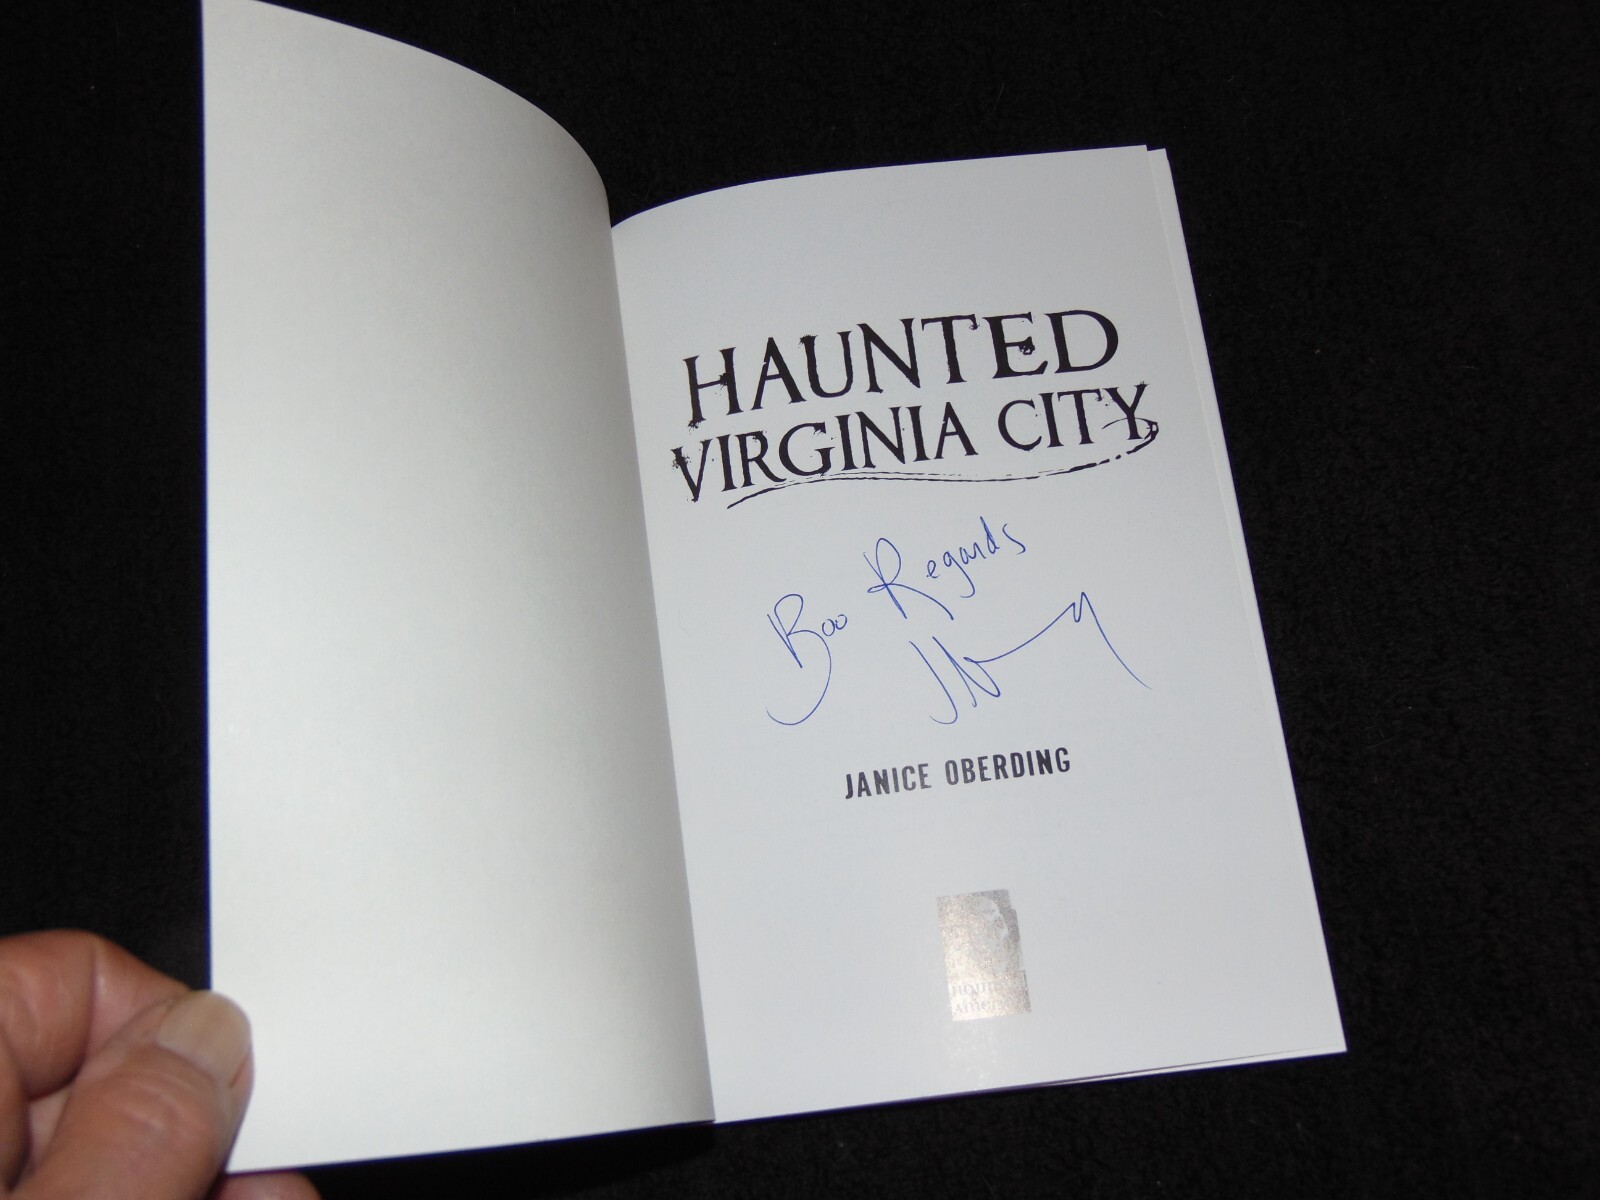 HAUNTED
VIRGINIA CITY
Boo Regards
JANICE OBERDING